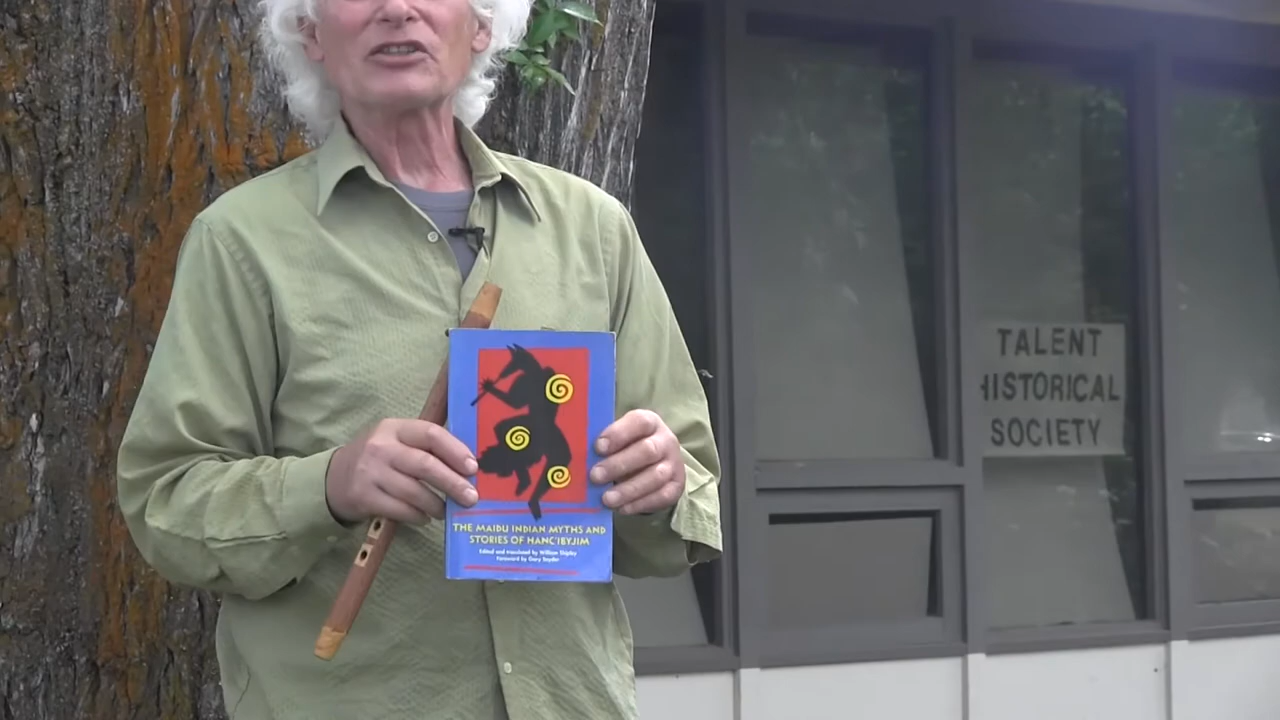 THE MAIDU INDIAN MYTHS AND
STORIES OF HANC'IBYJIM
Edited and translated by William Shipley
Foreword by Gary Snyder
TALENT
HISTORICAL
SOCIETY